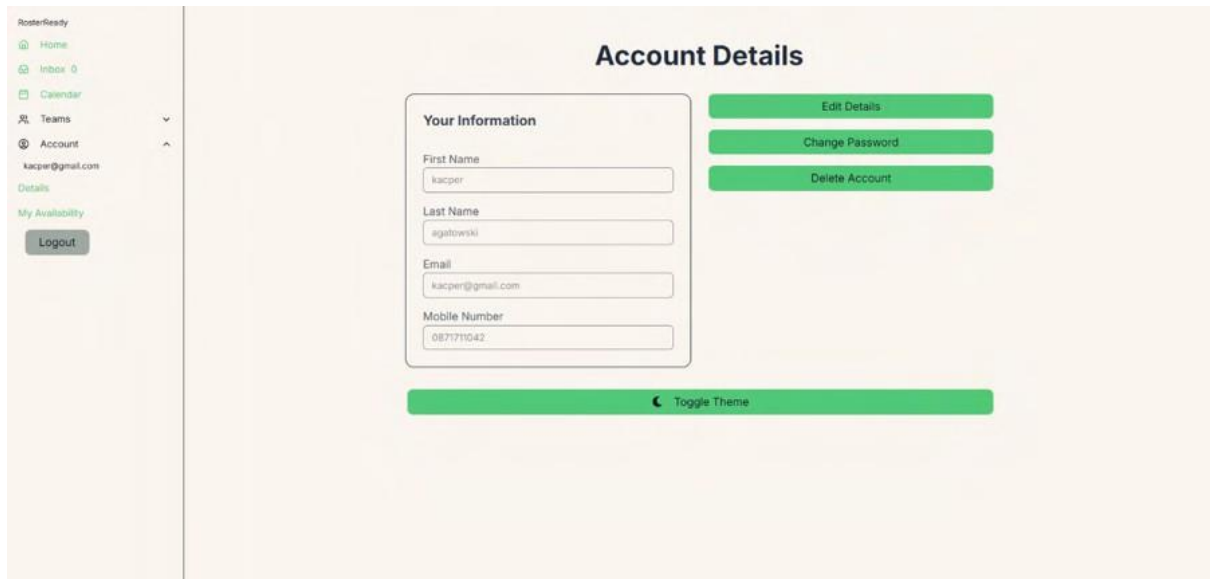 RosterReady
Home
Inbox 0
Calendar
Teams
Account
kacper@gmail.com
Details
My Availability
Logout
Account Details
Your Information
First Name
kacper
Last Name
agatowski
Email
kacper@gmail.com
Mobile Number
0871711042
Edit Details
Change Password
Delete Account
Toggle Theme